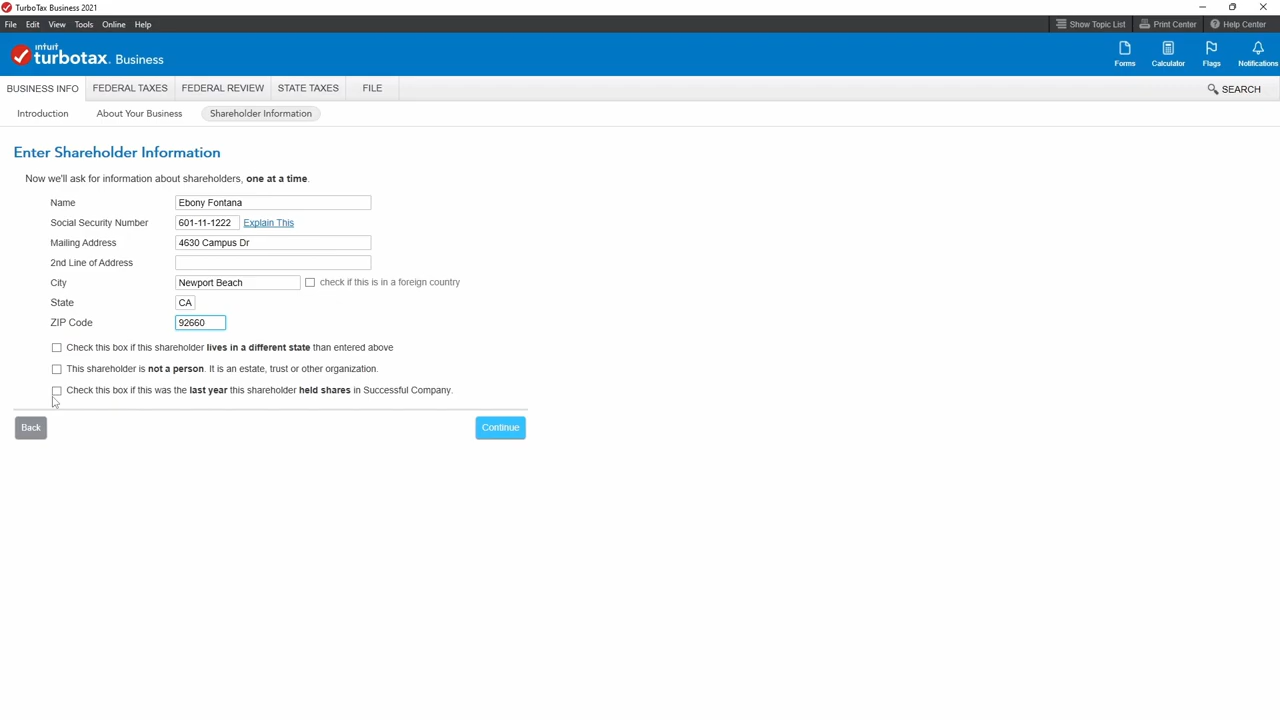 TurboTax Business 2021
File Edit View Tools Online Help Show Topic List Print Center Help Center
intuit
turbotax. Business
Forms Calculator Flags Notifications
BUSINESS INFO FEDERAL TAXES FEDERAL REVIEW STATE TAXES FILE SEARCH
Introduction About Your Business Shareholder Information
Enter Shareholder Information
Now we'll ask for information about shareholders, one at a time.
Name Ebony Fontana
Social Security Number 601-11-1222 Explain This
Mailing Address 4630 Campus Dr
2nd Line of Address
City Newport Beach check if this is in a foreign country
State CA
ZIP Code 92660
Check this box if this shareholder lives in a different state than entered above
This shareholder is not a person. It is an estate, trust or other organization.
Check this box if this was the last year this shareholder held shares in Successful Company.
Back Continue